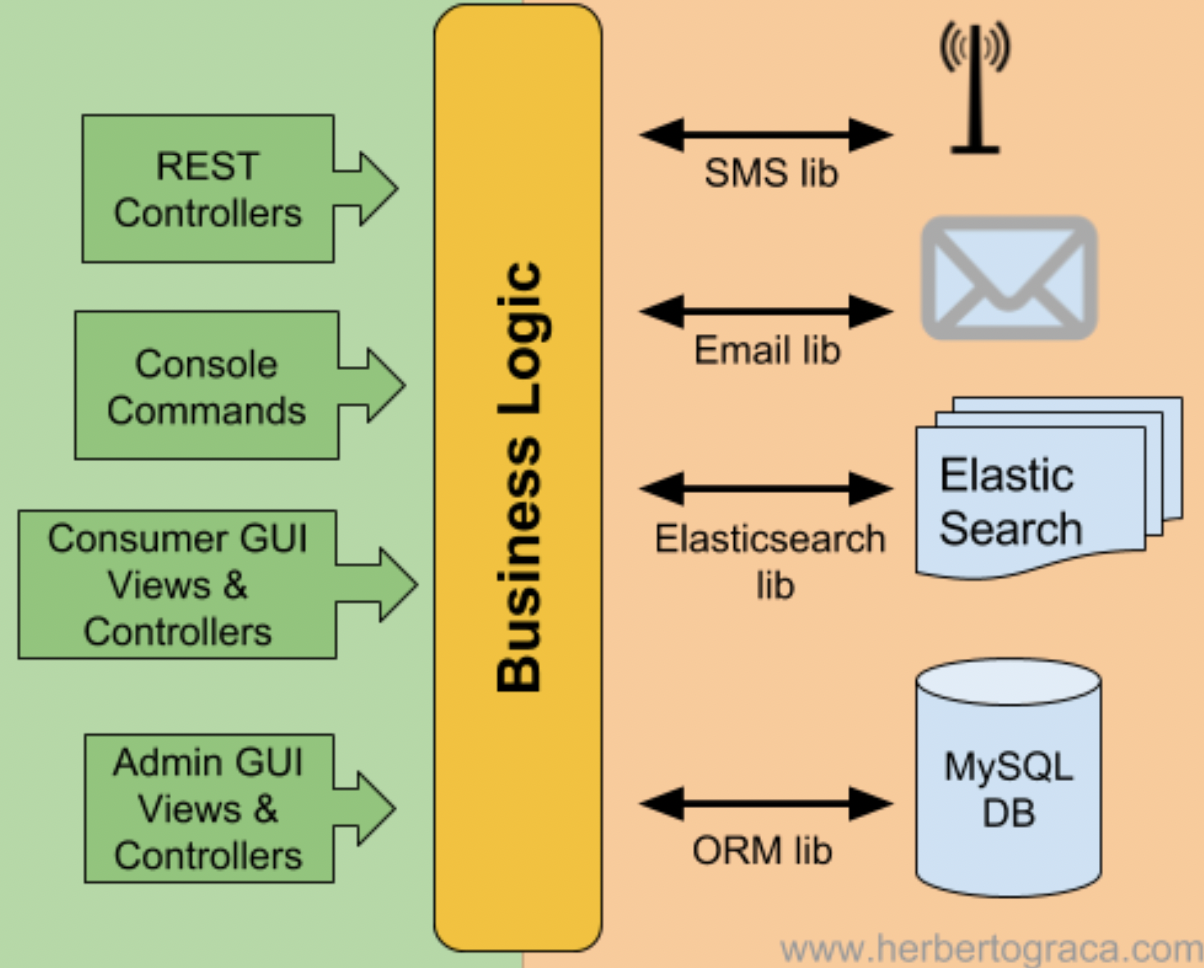 REST
Controllers
Console
Commands
Consumer GUI
Views &
Controllers
Admin GUI
Views &
Controllers
Business Logic
SMS lib
Email lib
Elasticsearch
lib
ORM lib
Elastic
Search
MySQL
DB
www.herbertograca.com